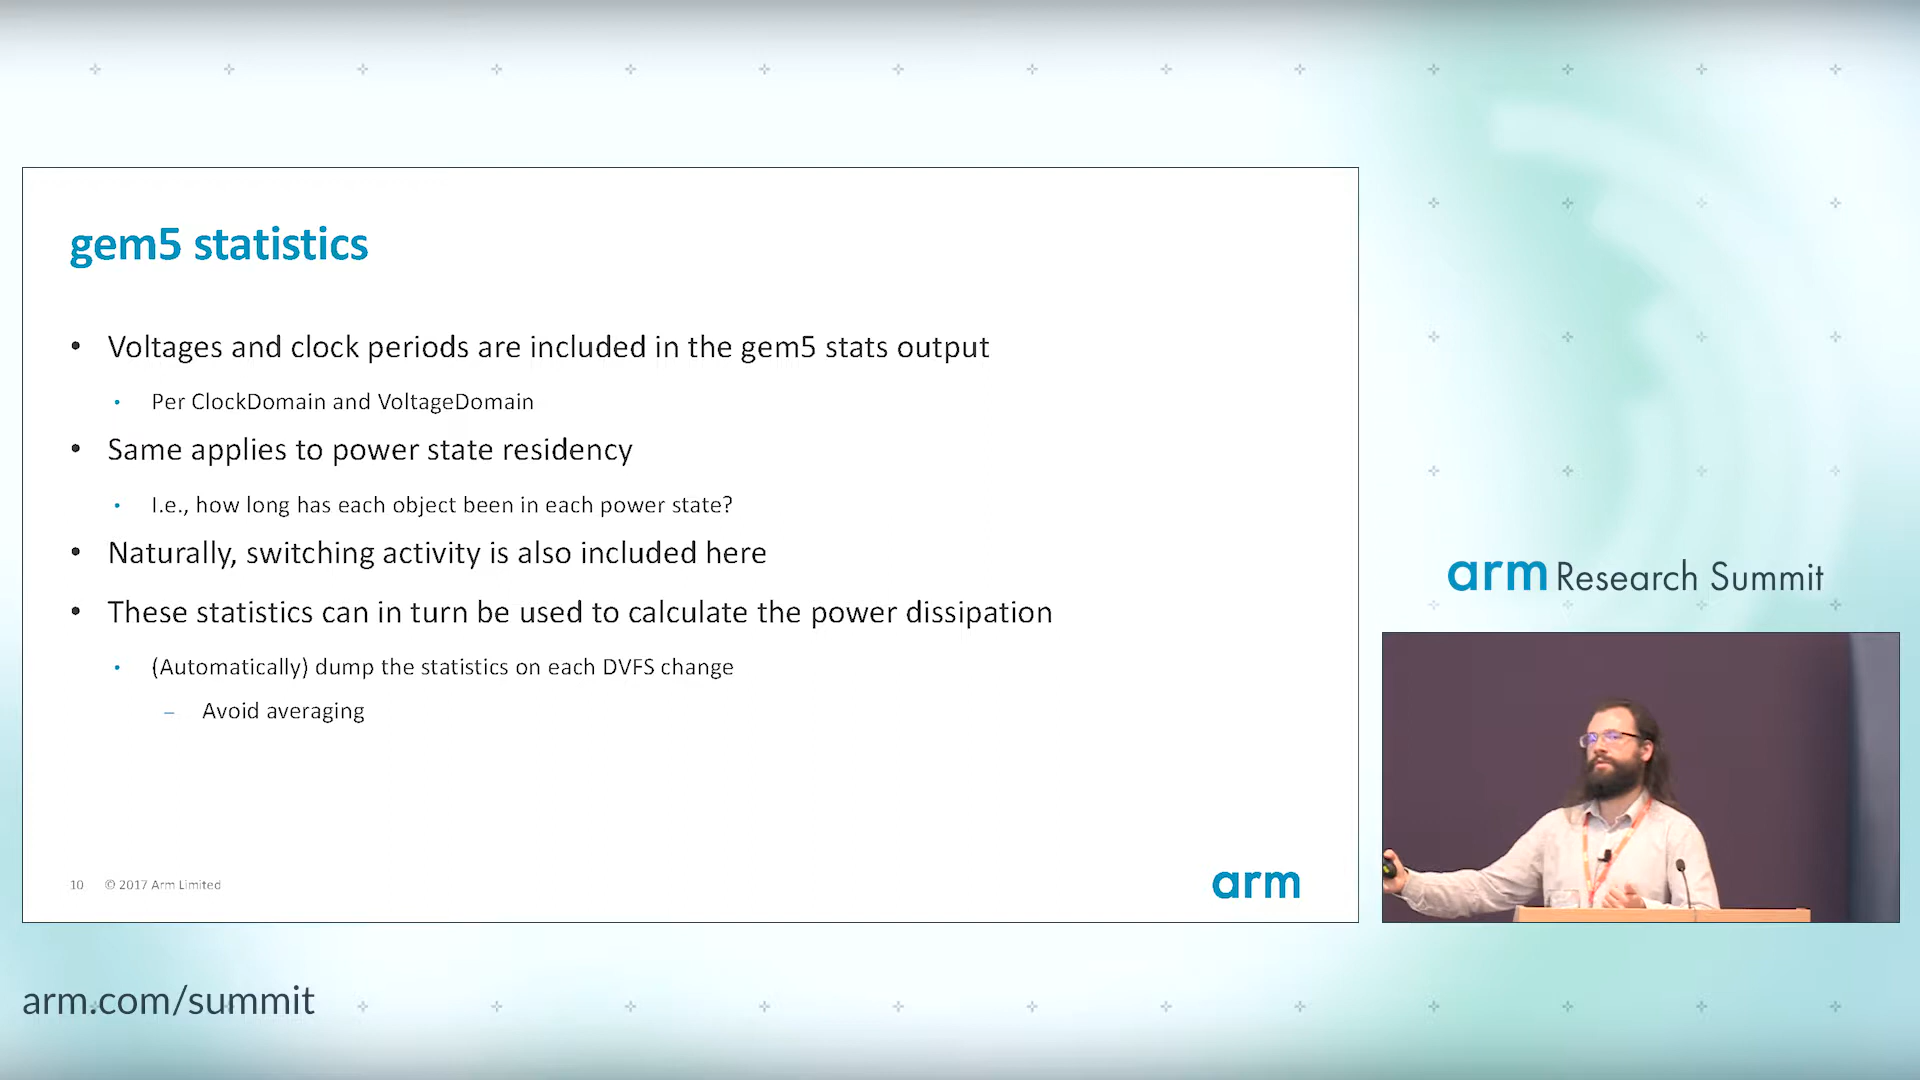 gem5 statistics
• Voltages and clock periods are included in the gem5 stats output
• Per ClockDomain and VoltageDomain
• Same applies to power state residency
• I.e., how long has each object been in each power state?
• Naturally, switching activity is also included here
• These statistics can in turn be used to calculate the power dissipation
• (Automatically) dump the statistics on each DVFS change
– Avoid averaging
10 © 2017 Arm Limited
arm
arm Research Summit
arm.com/summit